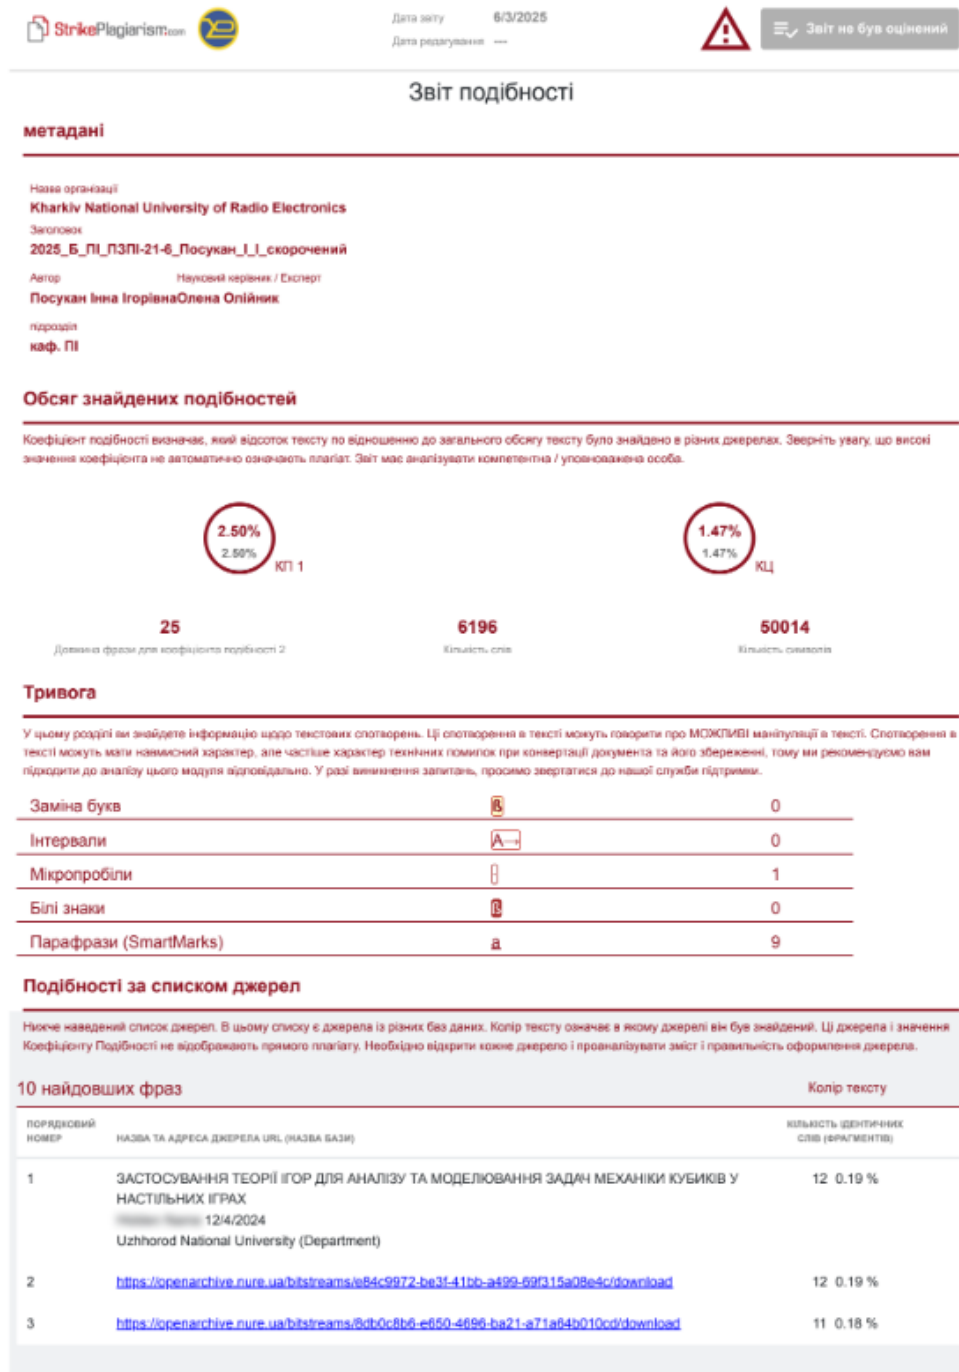 StrikePlagiarism.com
Дата звіту 6/3/2025
Дата редагування ---
Звіт не був оцінений
Звіт подібності
метадані
Назва організації
Kharkiv National University of Radio Electronics
Заголовок
2025_Б_ПІ_ПЗПІ-21-6_Посукан_І_І_скорочений
Автор Науковий керівник / Експерт
Посукан Інна ІгорівнаОлена Олійник
підрозділ
каф. ПІ
Обсяг знайдених подібностей
Коефіцієнт подібності визначає, який відсоток тексту по відношенню до загального обсягу тексту було знайдено в різних джерелах. Зверніть увагу, що високі
значення коефіцієнта не автоматично означають плагіат. Звіт має аналізувати компетентна / уповноважена особа.
2.50%
2.50%
КП 1
1.47%
1.47%
КЦ
25 6196 50014
Довжина фрази для коефіцієнта подібності 2 Кількість слів Кількість символів
Тривога
У цьому розділі ви знайдете інформацію щодо текстових спотворень. Ці спотворення в тексті можуть говорити про МОЖЛИВІ маніпуляції в тексті. Спотворення в
тексті можуть мати навмисний характер, але частіше характер технічних помилок при конвертації документа та його збереженні, тому ми рекомендуємо вам
підходити до аналізу цього модуля відповідально. У разі виникнення запитань, просимо звертатися до нашої служби підтримки.
Заміна букв ß 0
Інтервали A→ 0
Мікропробіли 1
Білі знаки ß 0
Парафрази (SmartMarks) a 9
Подібності за списком джерел
Нижче наведений список джерел. В цьому списку є джерела із різних баз даних. Колір тексту означає в якому джерелі він був знайдений. Ці джерела і значення
Коефіцієнту Подібності не відображають прямого плагіату. Необхідно відкрити кожне джерело і проаналізувати зміст і правильність оформлення джерела.
10 найдовших фраз Колір тексту
ПОРЯДКОВИЙ
НОМЕР НАЗВА ТА АДРЕСА ДЖЕРЕЛА URL (НАЗВА БАЗИ) КІЛЬКІСТЬ ІДЕНТИЧНИХ
СЛІВ (ФРАГМЕНТІВ)
1 ЗАСТОСУВАННЯ ТЕОРІЇ ІГОР ДЛЯ АНАЛІЗУ ТА МОДЕЛЮВАННЯ ЗАДАЧ МЕХАНІКИ КУБИКІВ У 12 0.19 %
НАСТІЛЬНИХ ІГРАХ
12/4/2024
Uzhhorod National University (Department)
2 https://openarchive.nure.ua/bitstreams/e84c9972-be3f-41bb-a499-69f315a08e4c/download 12 0.19 %
3 https://openarchive.nure.ua/bitstreams/8db0c8b6-e650-4696-ba21-a71a64b010cd/download 11 0.18 %